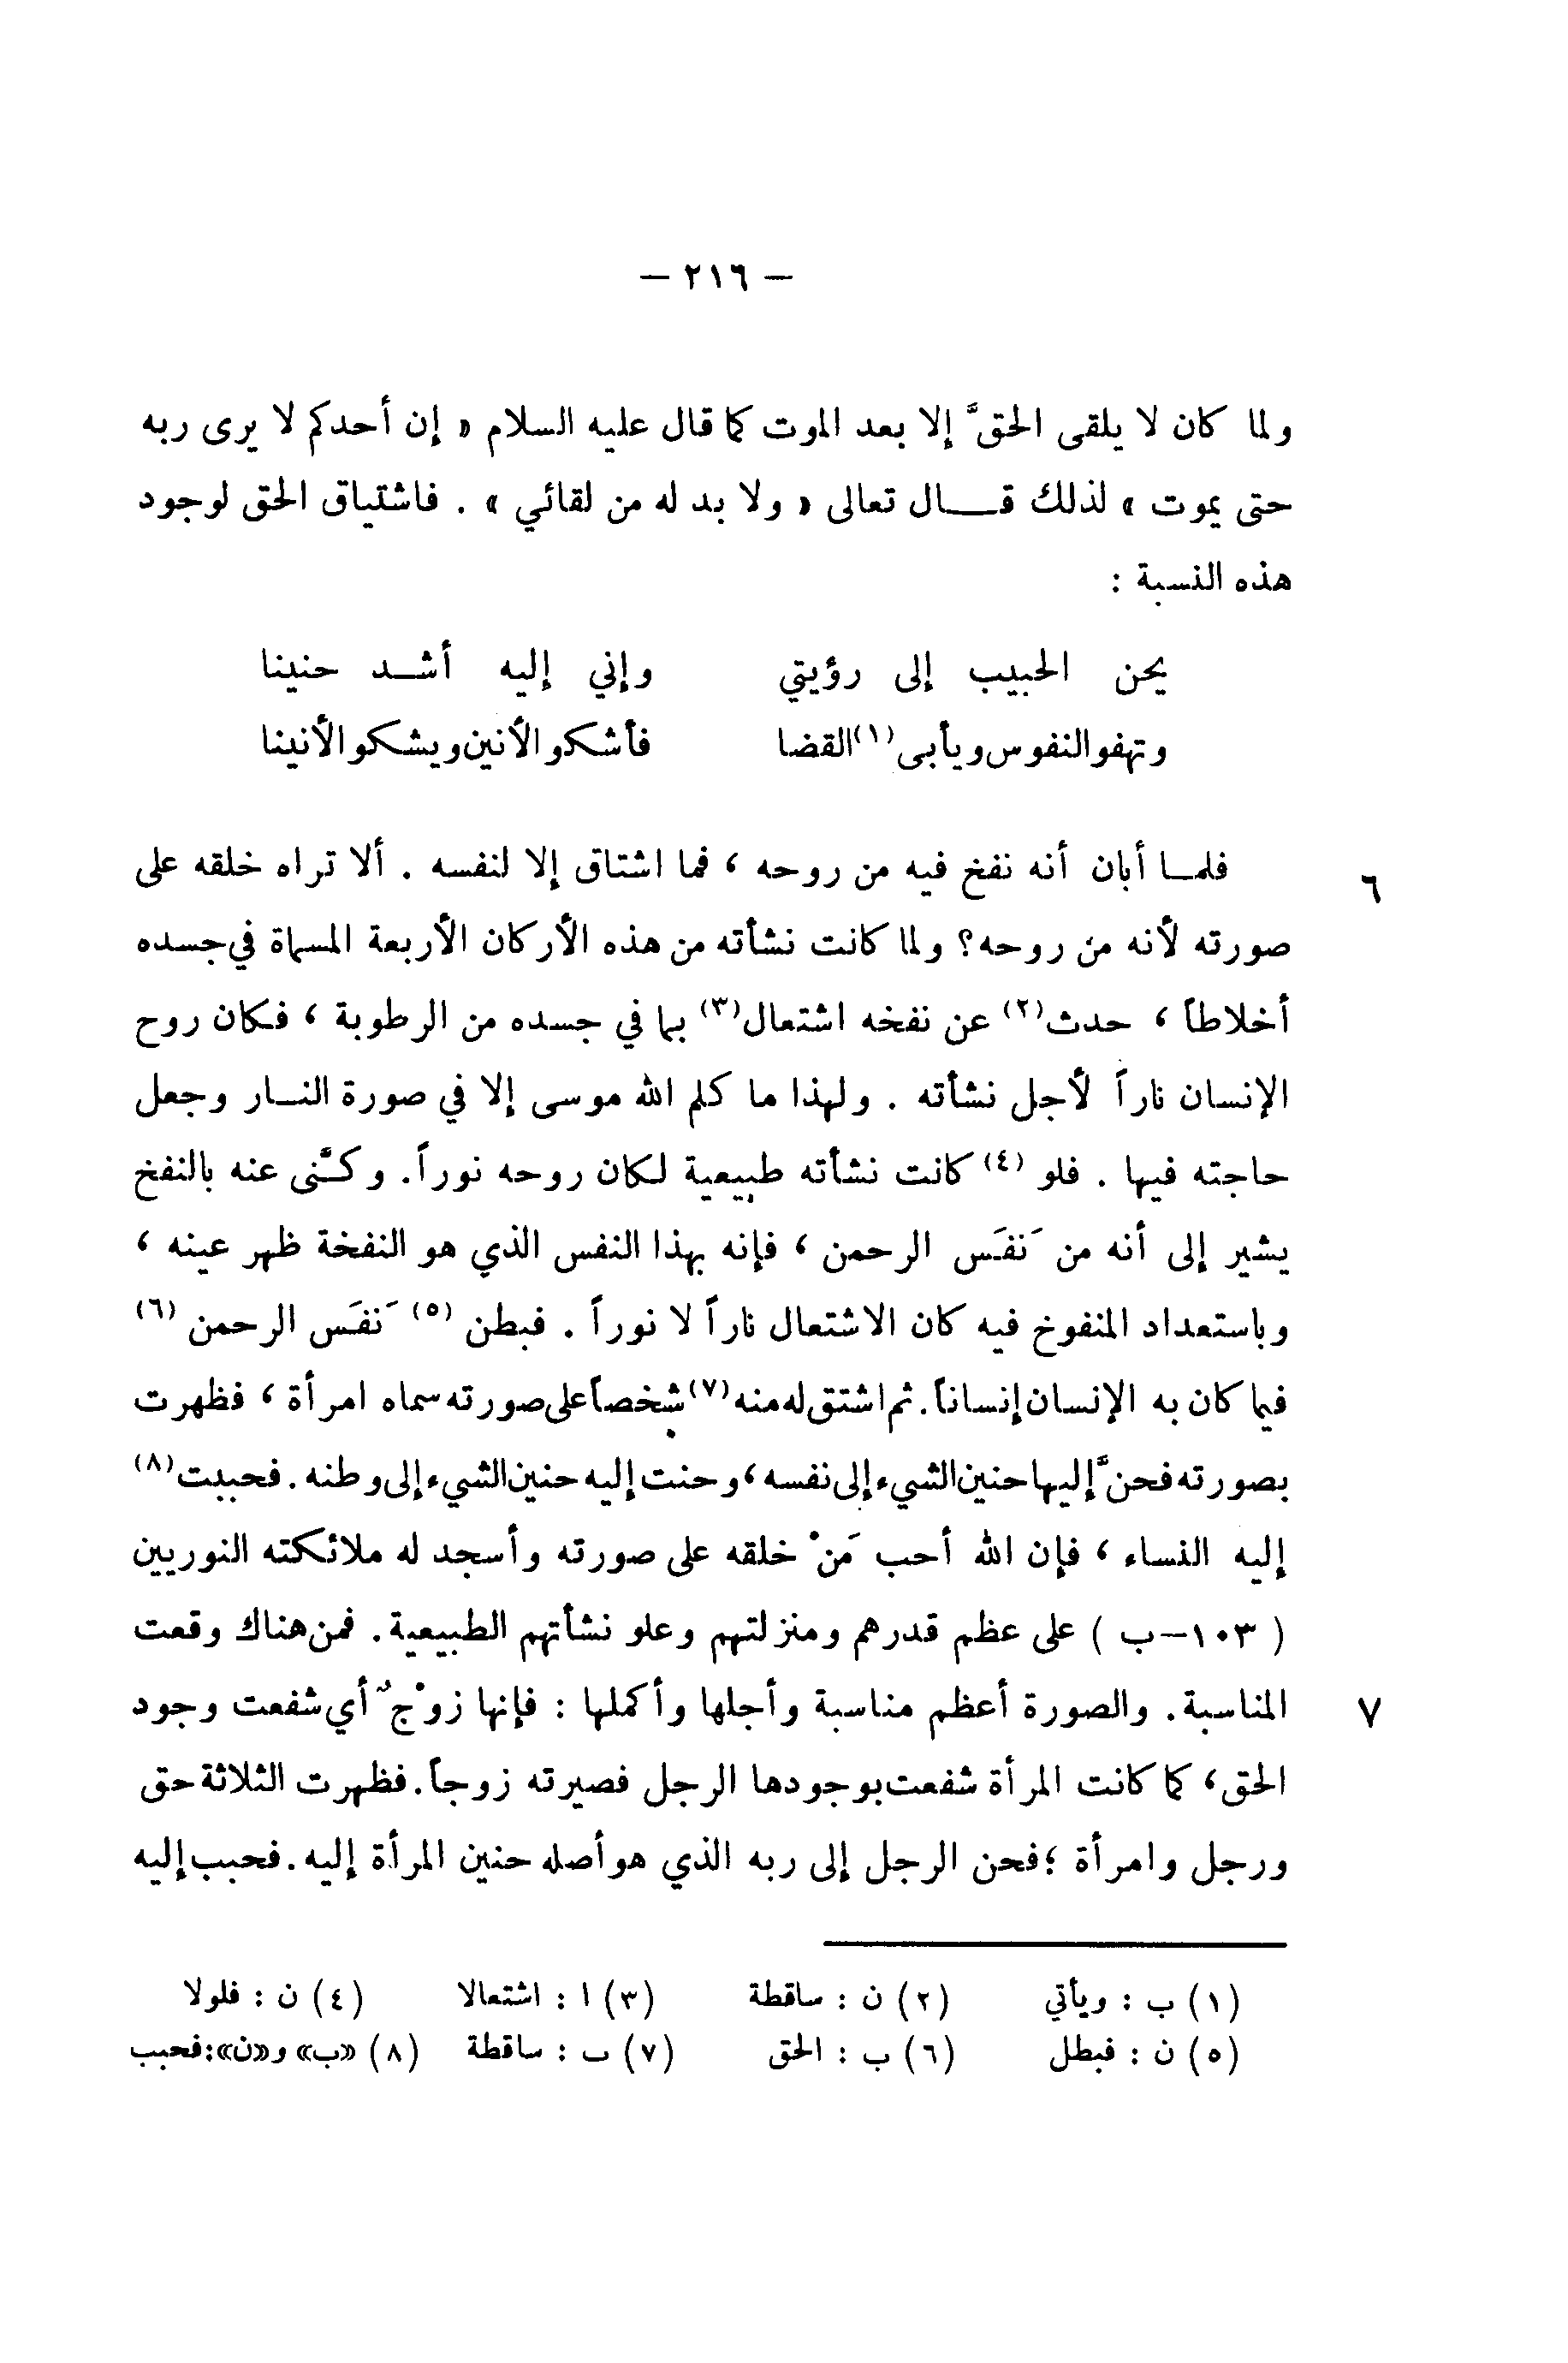 — ٢١٦ —
ولما كان لا يلقى الحقَّ إلا بعد الموت كما قال عليه السلام « إن أحدكم لا يرى ربه
حتى يموت » لذلك قـــال تعالى « ولا بد له من لقائي » . فاشتياق الحق لوجود
هذه النسبة :
يحن الحبيب إلى رؤيتي وإني إليه أشـد حنينا
وتهفو النفوس ويأبى(١) القضا فأشكو الأنين ويشكو الأنينا
٦ فلمـا أبان أنه نفخ فيه من روحه ، فما اشتاق إلا لنفسه . ألا تراه خلقه على
صورته لأنه من روحه؟ ولما كانت نشأته من هذه الأركان الأربعة المسماة في جسده
أخلاطاً ، حدث(٢) عن نفخه اشتعال(٣) بما في جسده من الرطوبة ، فكان روح
الإنسان ناراً لأجل نشأته . ولهذا ما كلم الله موسى إلا في صورة النـار وجعل
حاجته فيها . فلو (٤) كانت نشأته طبيعية لكان روحه نوراً. وكنَّى عنه بالنفخ
يشير إلى أنه من نَفَس الرحمن ، فإنه بهذا النفس الذي هو النفخة ظهر عينه ،
وباستعداد المنفوخ فيه كان الاشتعال ناراً لا نوراً . فبطن (٥) نَفَس الرحمن (٦)
فيما كان به الإنسان إنساناً. ثم اشتق له منه(٧) شخصاً على صورته سماه امرأة ، فظهرت
بصورته فحنَّ إليها حنين الشيء إلى نفسه ، وحنت إليه حنين الشيء إلى وطنه. فحببت(٨)
إليه النساء ، فإن الله أحب مَنْ خلقه على صورته وأسجد له ملائكته النوريين
( ١٠٣–ب ) على عظم قدرهم ومنزلتهم وعلو نشأتهم الطبيعية. فمن هناك وقعت
٧ المناسبة. والصورة أعظم مناسبة وأجلها وأكملها : فإنها زوْجٌ أي شفعت وجود
الحق ، كما كانت المرأة شفعت بوجودها الرجل فصيرته زوجاً. فظهرت الثلاثة حق
ورجل وامرأة ؛ فحن الرجل إلى ربه الذي هو أصله حنين المرأة إليه. فحبب إليه
(١) ب : ويأتي (٢) ن : ساقطة (٣) ا : اشتعالا (٤) ن : فلولا
(٥) ن : فبطل (٦) ب : الحق (٧) ب : ساقطة (٨) «ب» و«ن»: فحبب